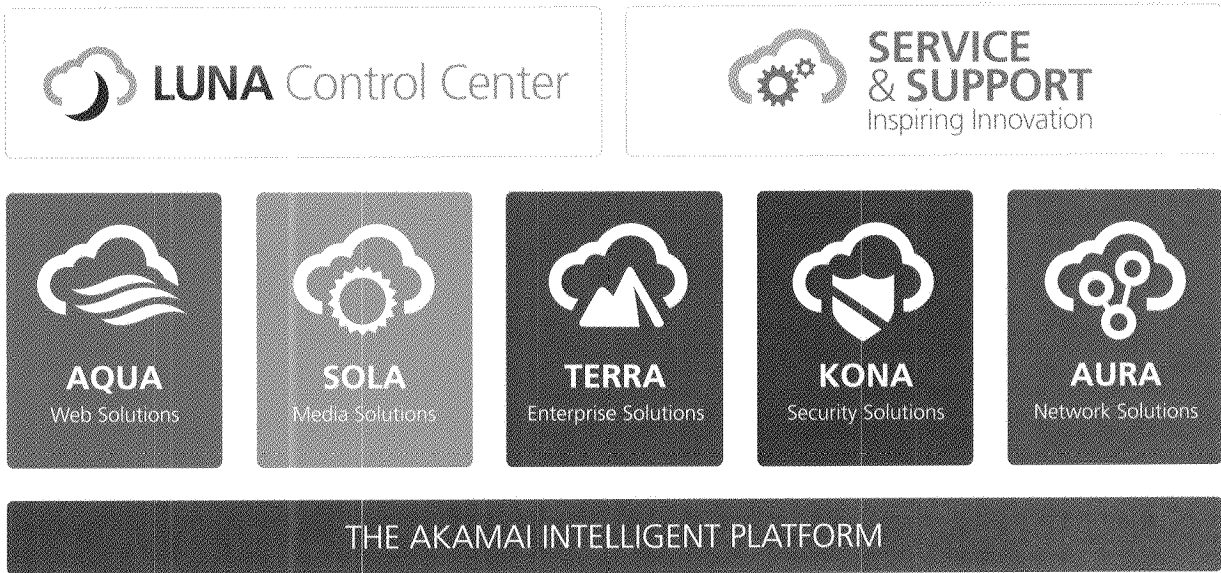 LUNA Control Center
SERVICE
& SUPPORT
Inspiring Innovation
AQUA
Web Solutions
SOLA
Media Solutions
TERRA
Enterprise Solutions
KONA
Security Solutions
AURA
Network Solutions
THE AKAMAI INTELLIGENT PLATFORM